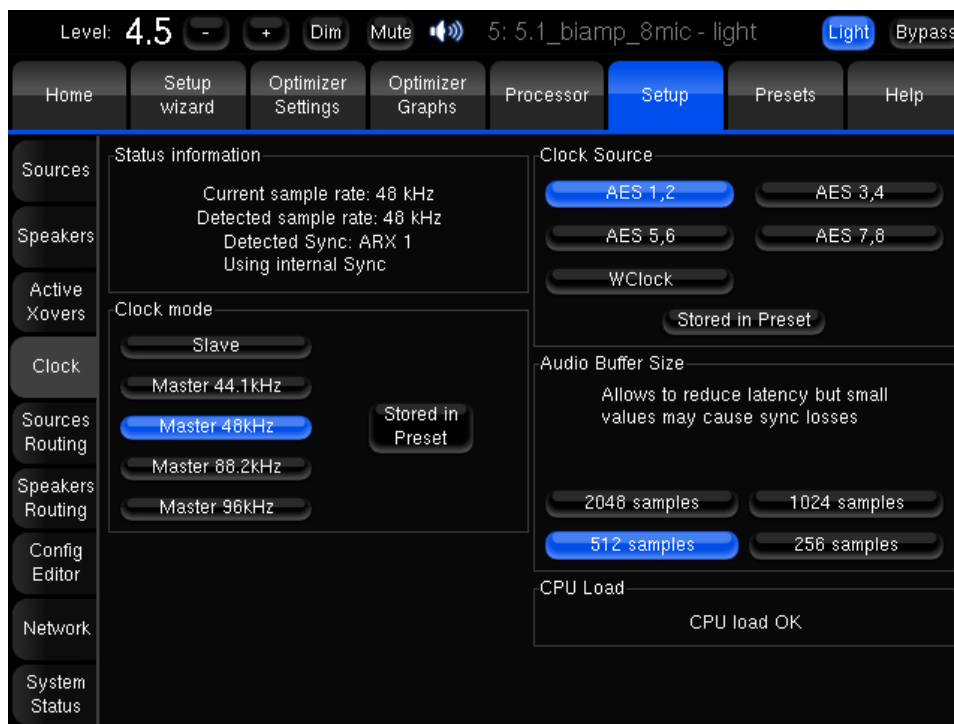 Level: 4.5 - + Dim Mute 5: 5.1_biamp_8mic - light Light Bypass
Home
Setup
wizard
Optimizer
Settings
Optimizer
Graphs
Processor
Setup
Presets
Help
Sources
Speakers
Active
Xovers
Clock
Sources
Routing
Speakers
Routing
Config
Editor
Network
System
Status
Status information
Current sample rate: 48 kHz
Detected sample rate: 48 kHz
Detected Sync: ARX 1
Using internal Sync
Clock mode
Slave
Master 44.1kHz
Master 48kHz
Master 88.2kHz
Master 96kHz
Stored in
Preset
Clock Source
AES 1,2
AES 3,4
AES 5,6
AES 7,8
WClock
Stored in Preset
Audio Buffer Size
Allows to reduce latency but small
values may cause sync losses
2048 samples
1024 samples
512 samples
256 samples
CPU Load
CPU load OK